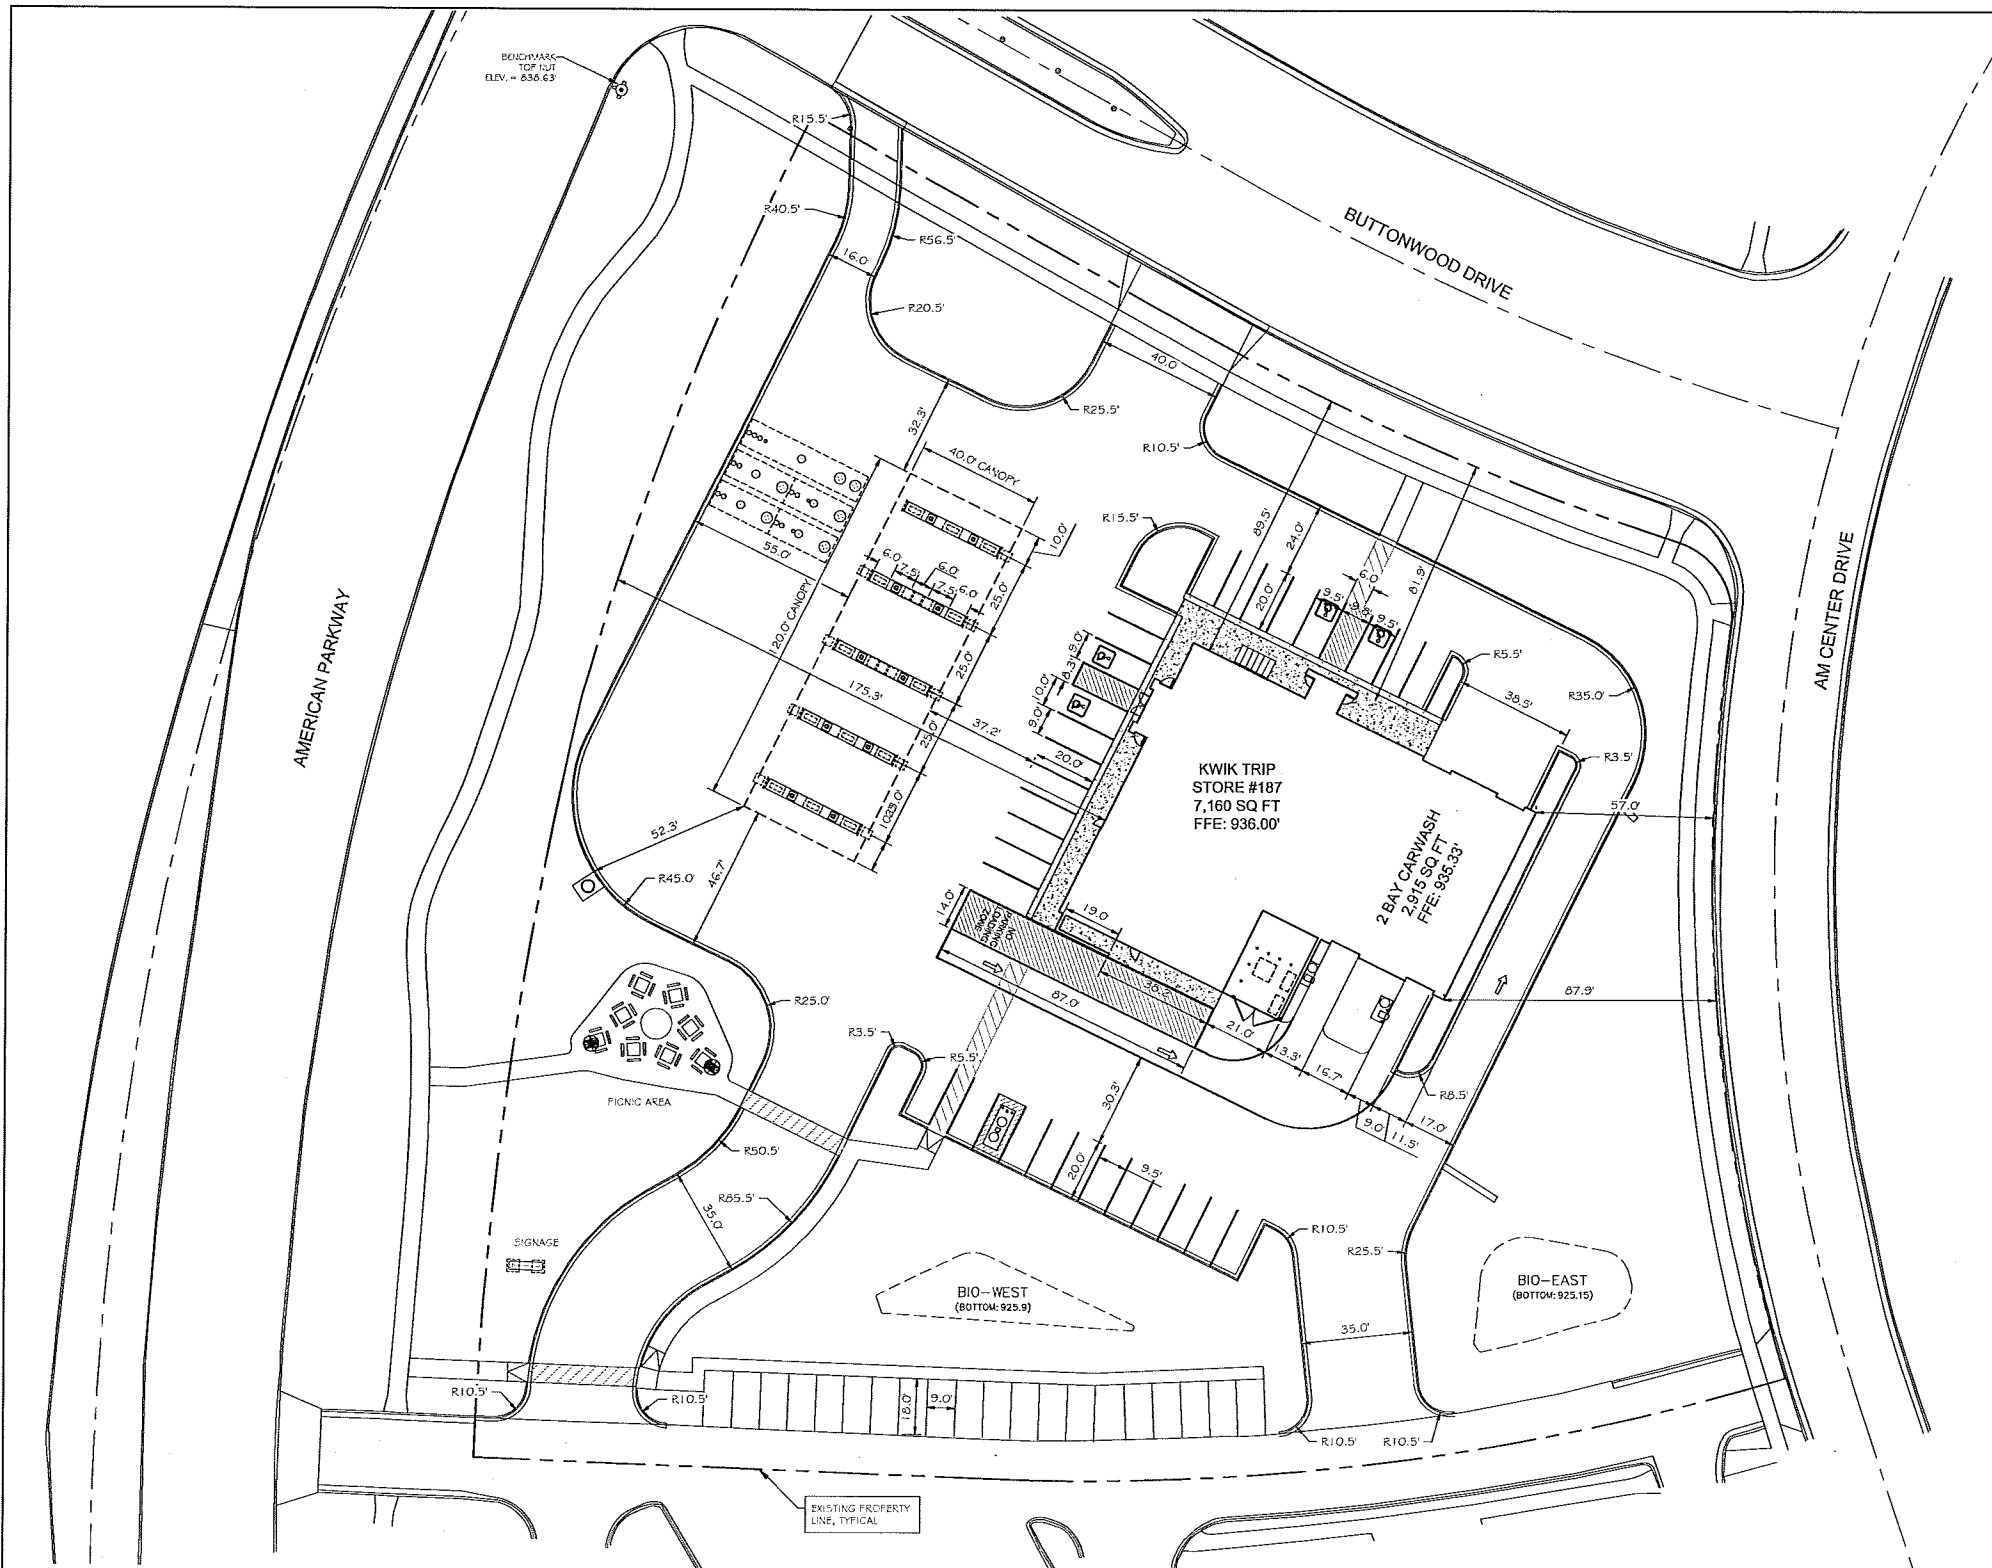 BENCHMARK
TOP NUT
ELEV. = 838.63'
R15.5'
R40.5'
R56.5'
16.0'
R20.5'
BUTTONWOOD DRIVE
40.0'
R25.5'
32.3'
R10.5'
40.0' CANOPY
R15.5'
89.5'
24.0'
10.0'
55.0'
6.0'
7.5'
6.0'
7.5'
6.0'
25.0'
120.0' CANOPY
20.0'
6.0'
81.9'
9.5'
9.8'
9.5'
AM CENTER DRIVE
AMERICAN PARKWAY
9.0'
8.3'
10.0'
9.0'
R5.5'
R35.0'
38.5'
175.3'
25.0'
37.2'
25.0'
20.0'
R3.5'
KWIK TRIP
STORE #187
7,160 SQ FT
FFE: 936.00'
57.0'
2 BAY CARWASH
2,915 SQ FT
FFE: 935.33'
52.3'
46.7'
R45.0'
14.0'
NO
PARKING
LOADING
ZONE
19.0'
R25.0'
38.2'
87.0'
87.9'
R3.5'
R5.5'
21.0'
13.3'
16.7'
R8.5'
9.0'
11.5'
17.0'
PICNIC AREA
30.3'
R50.5'
20.0'
9.5'
R85.5'
35.0'
SIGNAGE
R10.5'
R25.5'
BIO-WEST
(BOTTOM: 925.9)
BIO-EAST
(BOTTOM: 925.15)
35.0'
R10.5'
R10.5'
18.0'
9.0'
R10.5'
R10.5'
EXISTING PROPERTY
LINE, TYPICAL